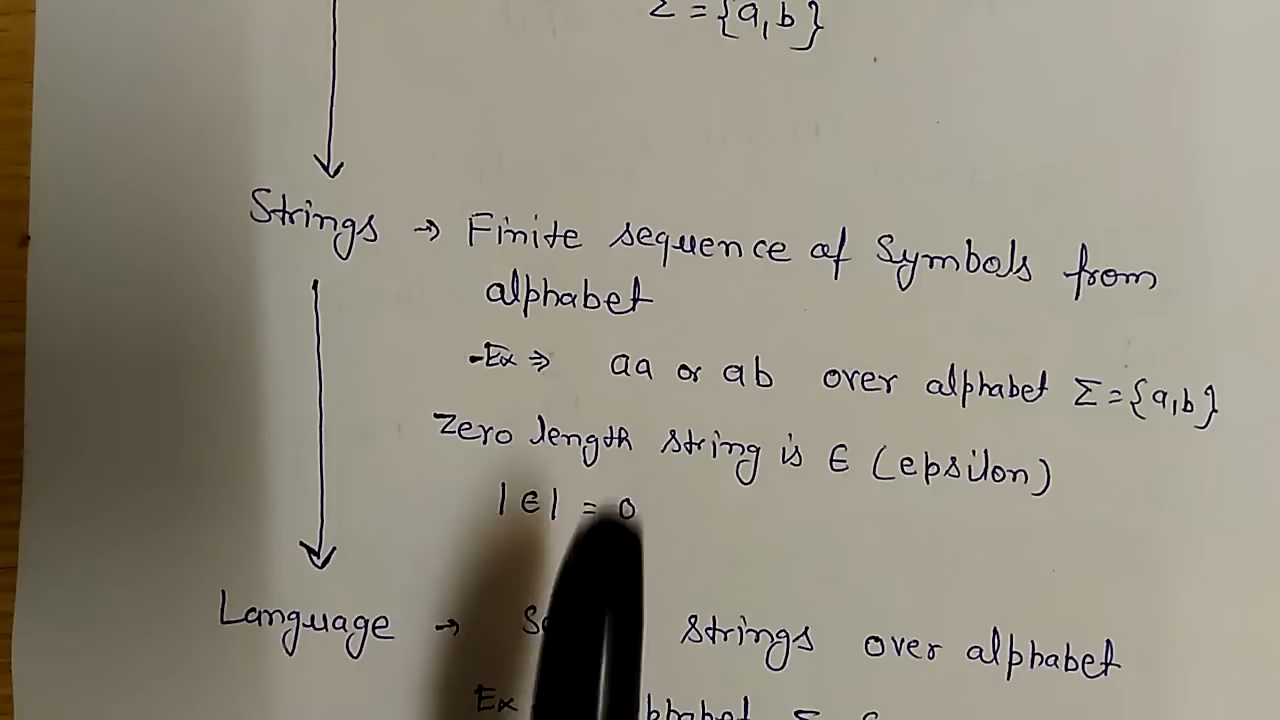 Σ = {a, b}
Strings → Finite sequence of symbols from
alphabet
Ex ⇒ aa or ab over alphabet Σ = {a, b}
Zero length string is ϵ (epsilon)
|ϵ| = 0
Language → strings over alphabet
Ex